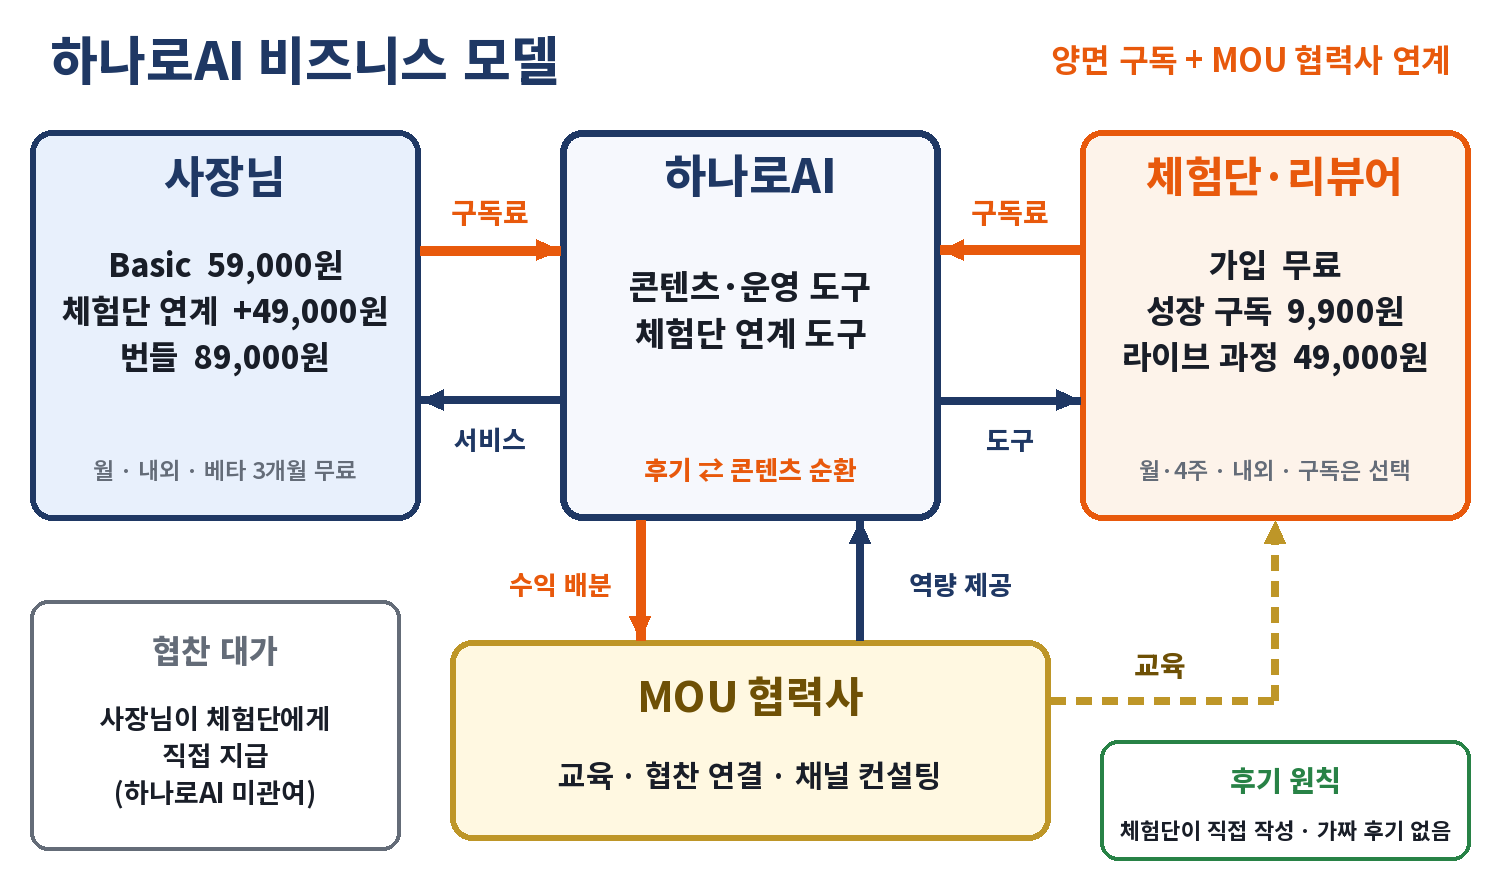 하나로AI 비즈니스 모델
양면 구독 + MOU 협력사 연계
사장님
Basic 59,000원
체험단 연계 +49,000원
번들 89,000원
월 · 내외 · 베타 3개월 무료
구독료
서비스
하나로AI
콘텐츠·운영 도구
체험단 연계 도구
후기 ⇄ 콘텐츠 순환
구독료
도구
체험단·리뷰어
가입 무료
성장 구독 9,900원
라이브 과정 49,000원
월·4주 · 내외 · 구독은 선택
수익 배분
역량 제공
협찬 대가
사장님이 체험단에게
직접 지급
(하나로AI 미관여)
MOU 협력사
교육 · 협찬 연결 · 채널 컨설팅
교육
후기 원칙
체험단이 직접 작성 · 가짜 후기 없음